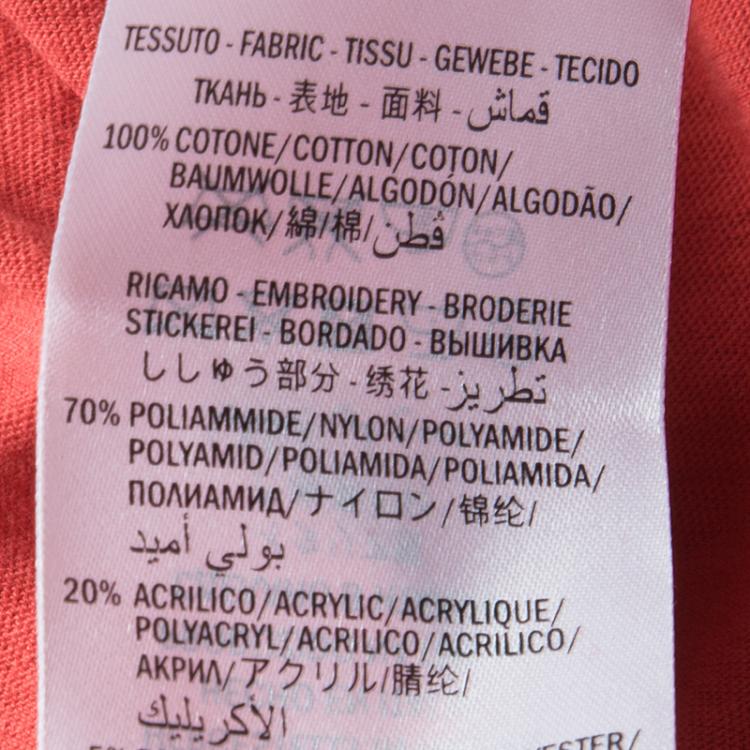 TESSUTO - FABRIC - TISSU - GEWEBE - TECIDO
ТКАНЬ - 表地 - 面料 - قماش
100% COTONE/COTTON/COTON/
BAUMWOLLE/ALGODÓN/ALGODÃO/
ХЛОПОК/綿/棉/قطن
RICAMO - EMBROIDERY - BRODERIE
STICKEREI - BORDADO - ВЫШИВКА
ししゅう部分 - 绣花 - تطريز
70% POLIAMMIDE/NYLON/POLYAMIDE/
POLYAMID/POLIAMIDA/POLIAMIDA/
ПОЛИАМИД/ナイロン/锦纶/
بولي أميد
20% ACRILICO/ACRYLIC/ACRYLIQUE/
POLYACRYL/ACRILICO/ACRILICO/
АКРИЛ/アクリル/腈纶/
الاكريليك